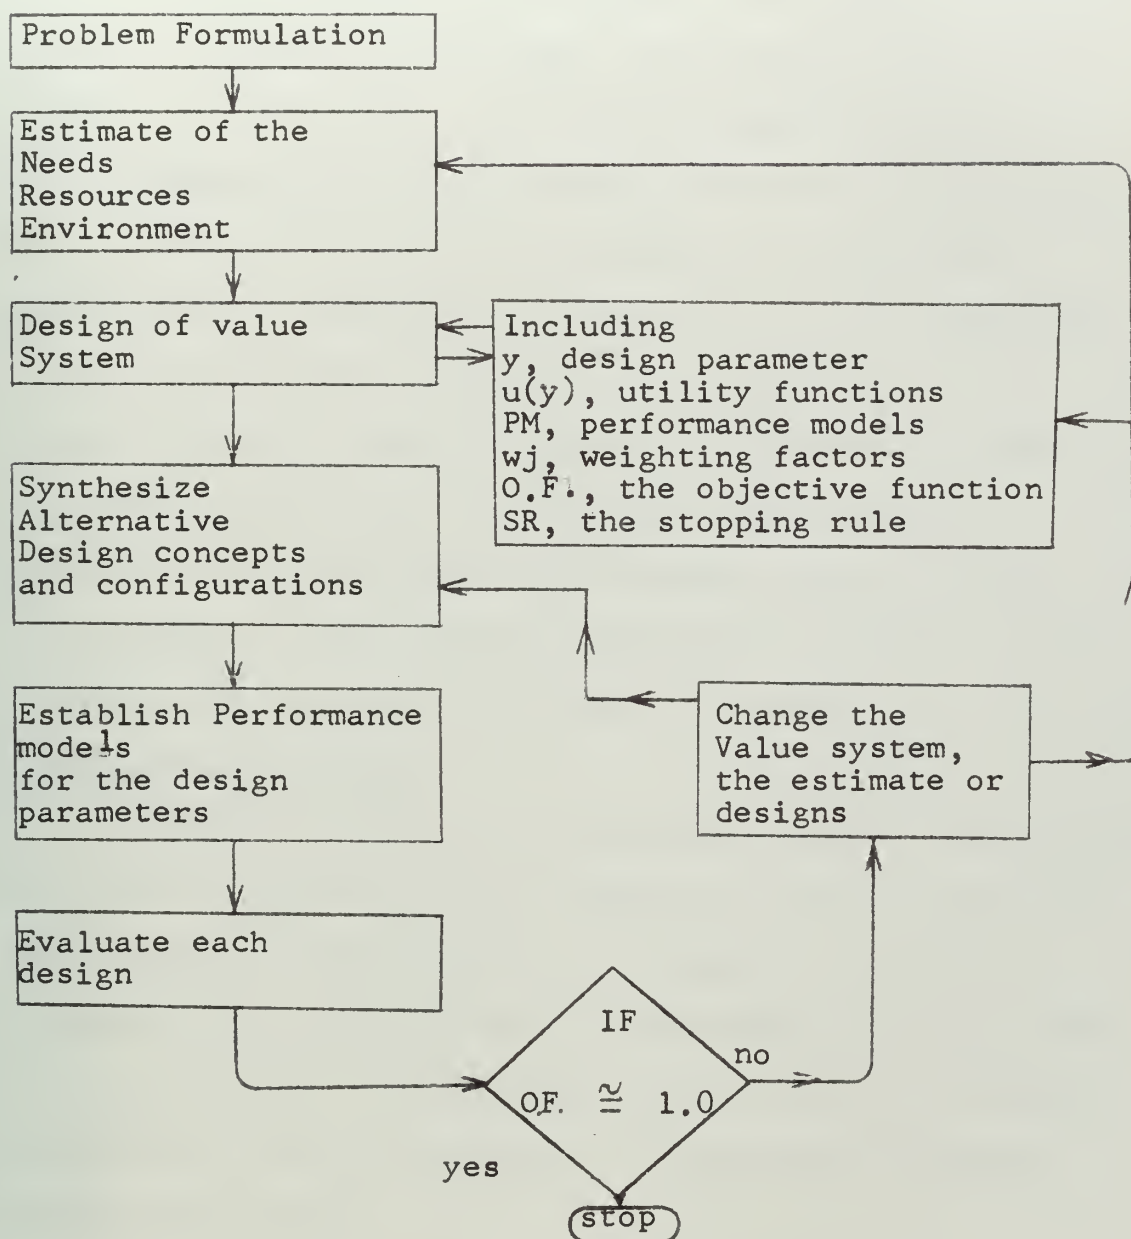 Problem Formulation
Estimate of the
Needs
Resources
Environment
Design of value
System
Including
y, design parameter
u(y), utility functions
PM, performance models
wj, weighting factors
O.F., the objective function
SR, the stopping rule
Synthesize
Alternative
Design concepts
and configurations
Establish Performance
models
for the design
parameters
Change the
Value system,
the estimate or
designs
Evaluate each
design
IF
O.F. ≅ 1.0
no
yes
stop